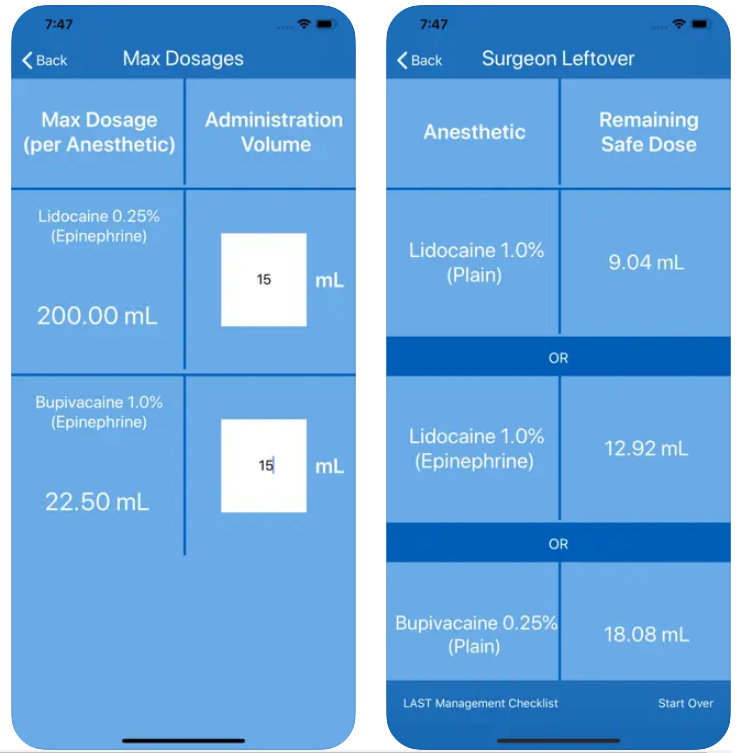 7:47
Back
Max Dosages
Max Dosage
(per Anesthetic)
Administration
Volume
Lidocaine 0.25%
(Epinephrine)
200.00 mL
15
mL
Bupivacaine 1.0%
(Epinephrine)
22.50 mL
15
mL
7:47
Back
Surgeon Leftover
Anesthetic
Remaining
Safe Dose
Lidocaine 1.0%
(Plain)
9.04 mL
OR
Lidocaine 1.0%
(Epinephrine)
12.92 mL
OR
Bupivacaine 0.25%
(Plain)
18.08 mL
LAST Management Checklist
Start Over